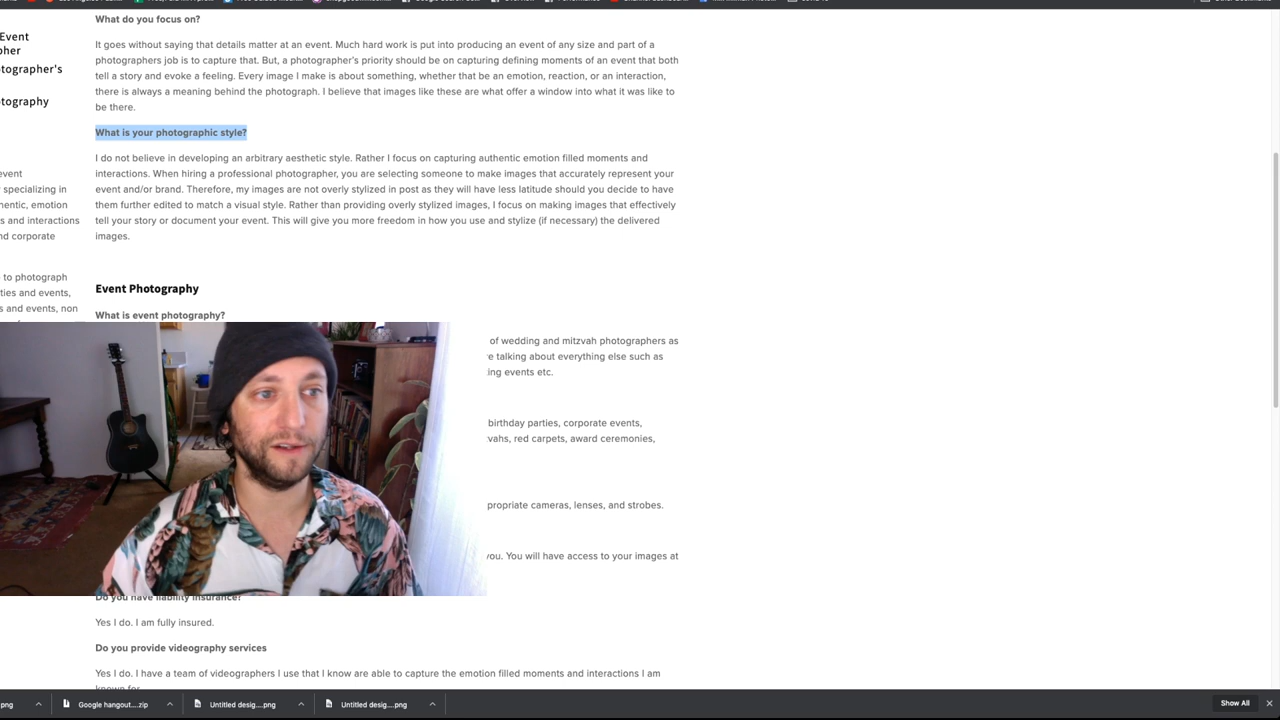 What do you focus on?
It goes without saying that details matter at an event. Much hard work is put into producing an event of any size and part of a
photographers job is to capture that. But, a photographer's priority should be on capturing defining moments of an event that both
tell a story and evoke a feeling. Every image I make is about something, whether that be an emotion, reaction, or an interaction,
there is always a meaning behind the photograph. I believe that images like these are what offer a window into what it was like to
be there.
What is your photographic style?
I do not believe in developing an arbitrary aesthetic style. Rather I focus on capturing authentic emotion filled moments and
interactions. When hiring a professional photographer, you are selecting someone to make images that accurately represent your
event and/or brand. Therefore, my images are not overly stylized in post as they will have less latitude should you decide to have
them further edited to match a visual style. Rather than providing overly stylized images, I focus on making images that effectively
tell your story or document your event. This will give you more freedom in how you use and stylize (if necessary) the delivered
images.
Event Photography
What is event photography?
of wedding and mitzvah photographers as
talking about everything else such as
events etc.
birthday parties, corporate events,
red carpets, award ceremonies,
cameras, lenses, and strobes.
you. You will have access to your images at
Do you have liability insurance?
Yes I do. I am fully insured.
Do you provide videography services
Yes I do. I have a team of videographers I use that I know are able to capture the emotion filled moments and interactions I am
known for
Event
event
specializing in
emotion
s and interactions
corporate
to photograph
and events,
s and events, non
.png
Google hangout....zip
Untitled desig....png
Untitled desig....png
Show All